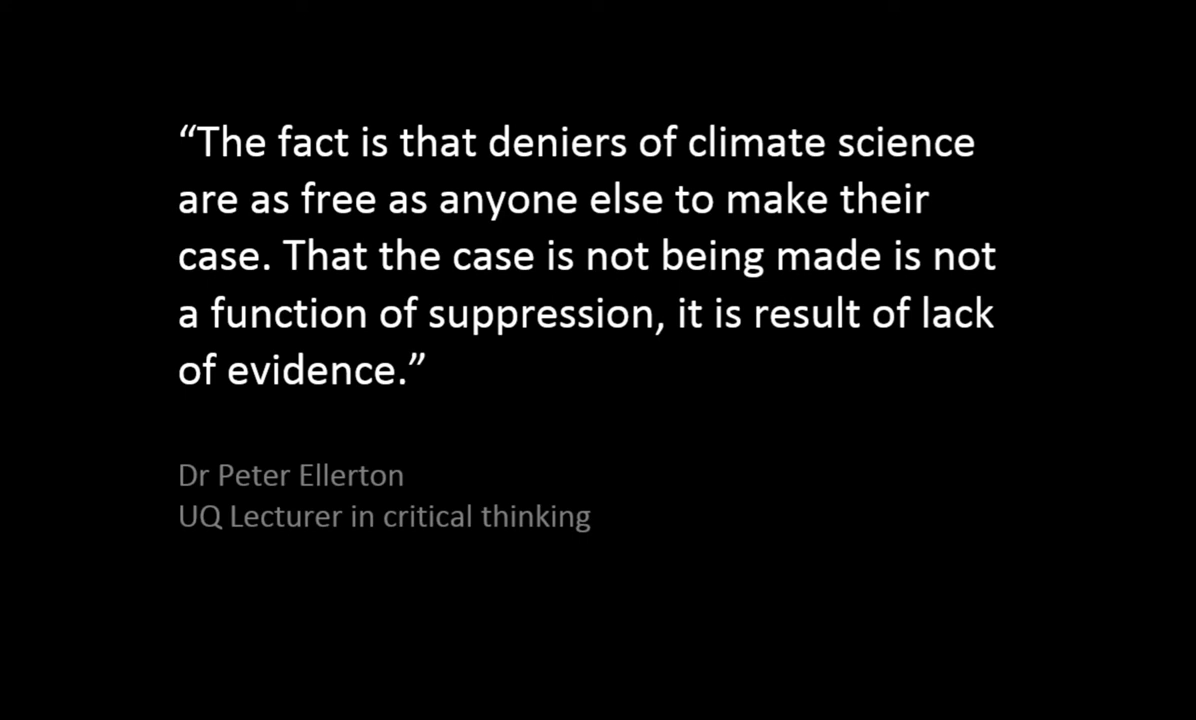 “The fact is that deniers of climate science
are as free as anyone else to make their
case. That the case is not being made is not
a function of suppression, it is result of lack
of evidence.”
Dr Peter Ellerton
UQ Lecturer in critical thinking